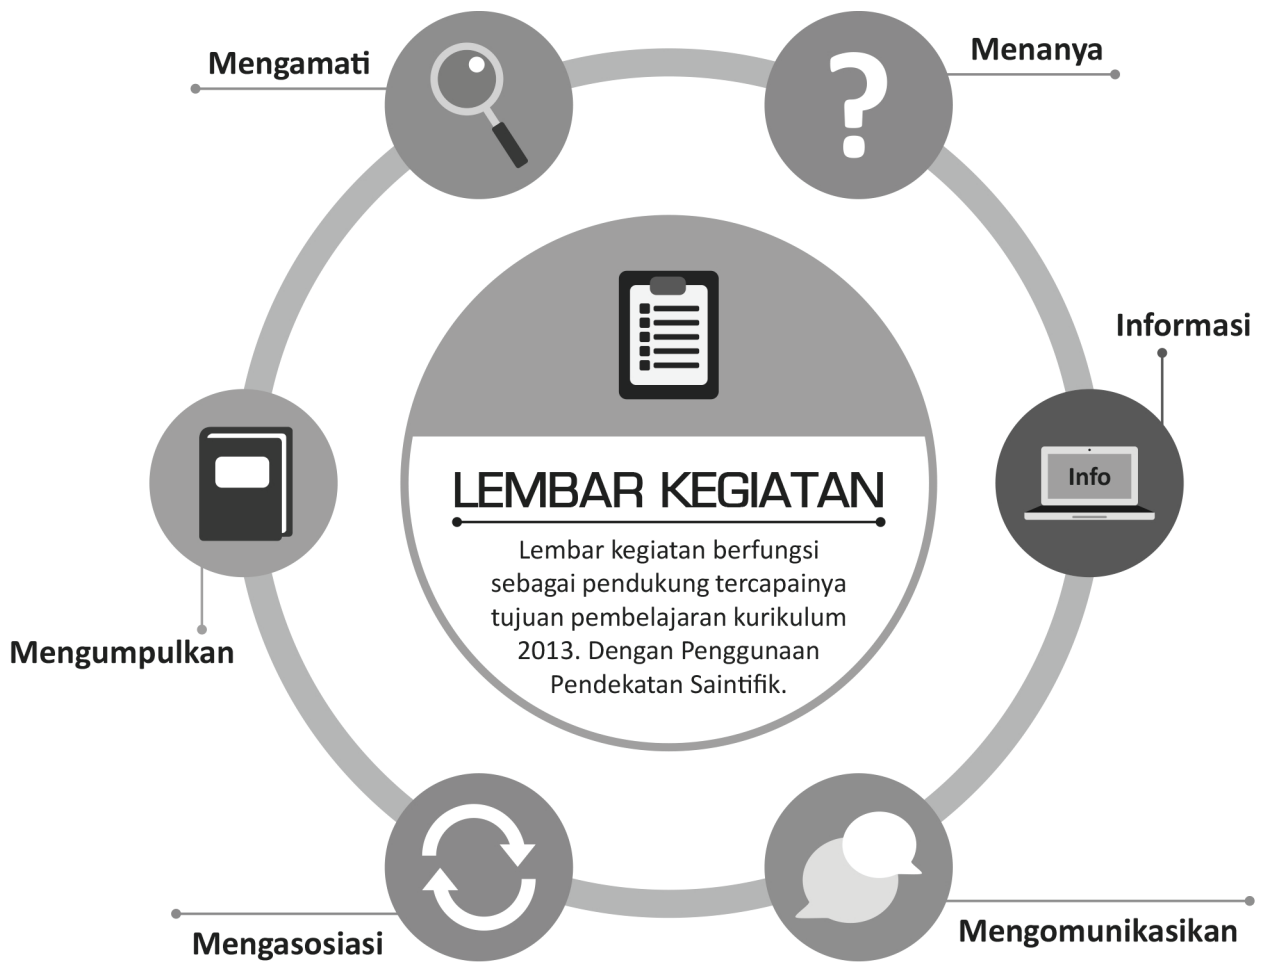 Mengamati
Menanya
Informasi
Info
LEMBAR KEGIATAN
Lembar kegiatan berfungsi
sebagai pendukung tercapainya
tujuan pembelajaran kurikulum
2013. Dengan Penggunaan
Pendekatan Saintifik.
Mengumpulkan
Mengasosiasi
Mengomunikasikan